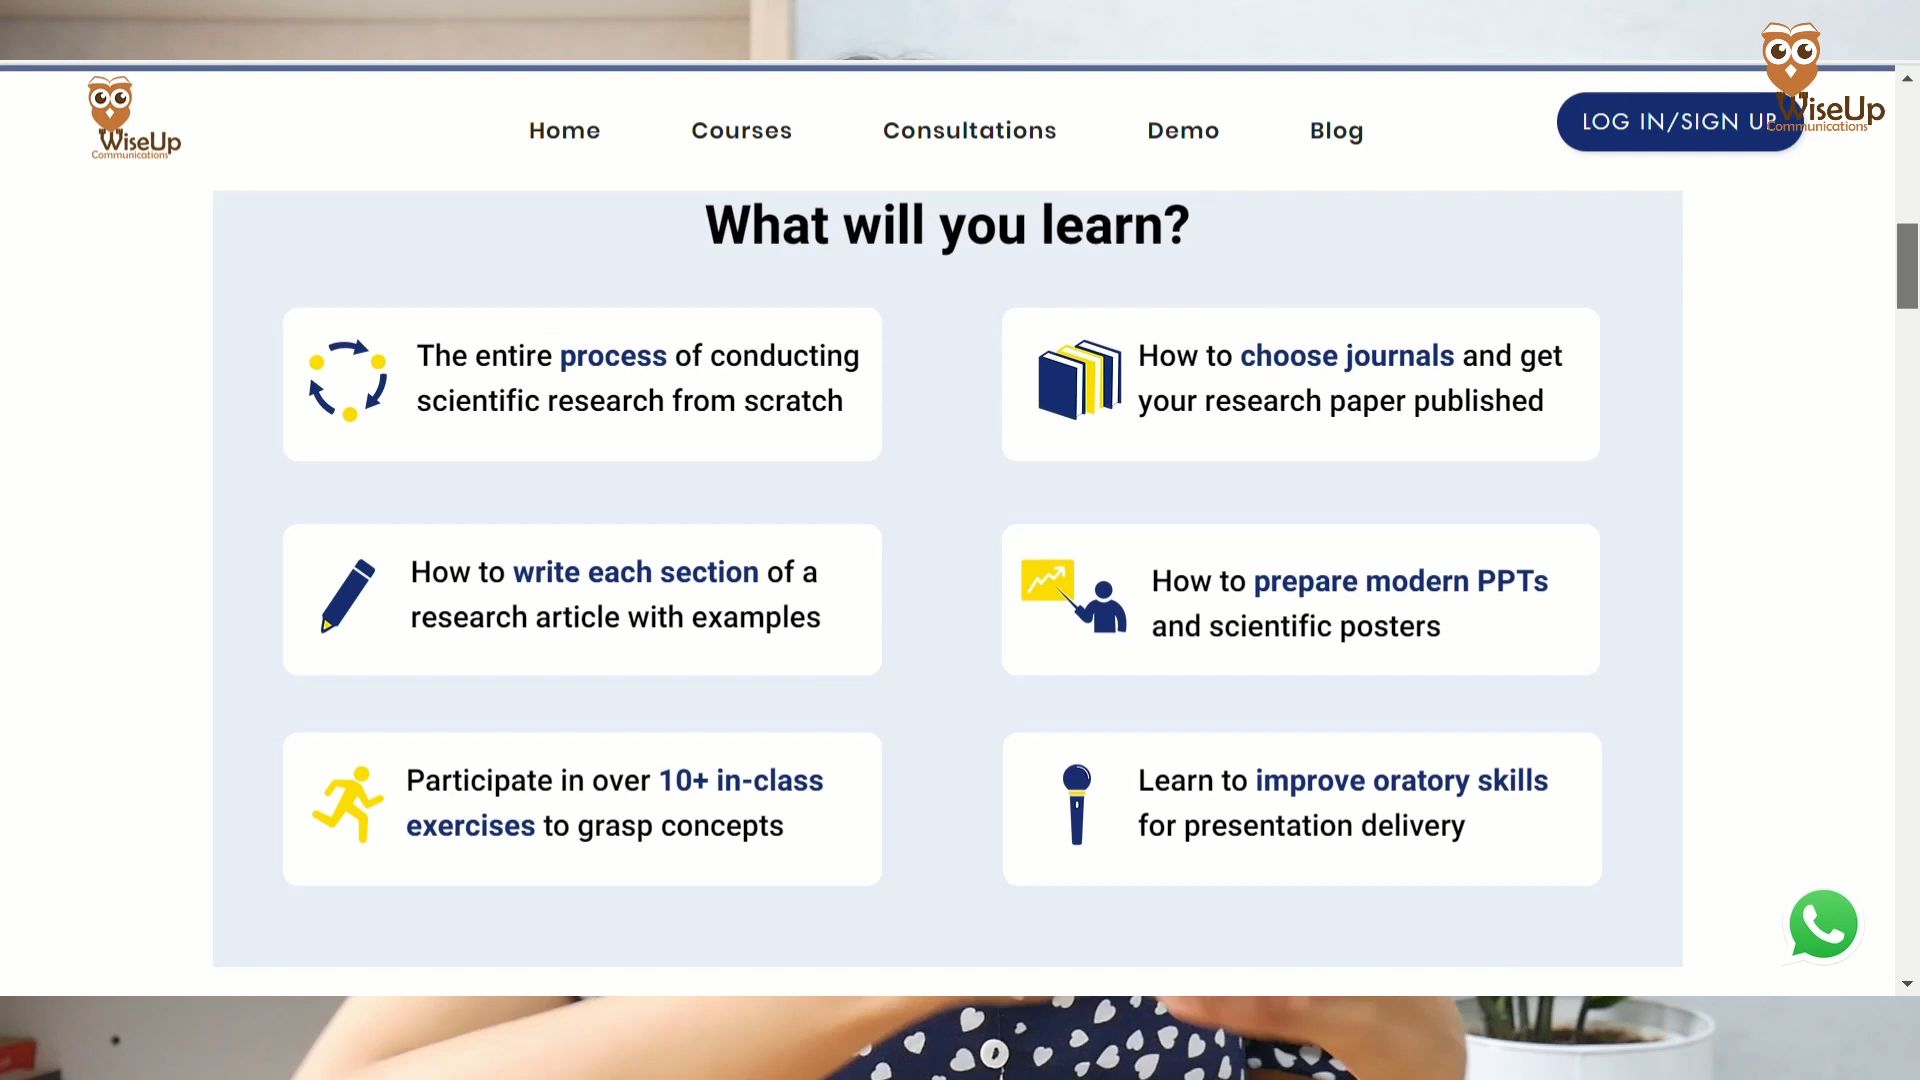 WiseUp
Communications
Home
Courses
Consultations
Demo
Blog
LOG IN/SIGN UP
WiseUp
Communications
What will you learn?
The entire process of conducting
scientific research from scratch
How to choose journals and get
your research paper published
How to write each section of a
research article with examples
How to prepare modern PPTs
and scientific posters
Participate in over 10+ in-class
exercises to grasp concepts
Learn to improve oratory skills
for presentation delivery